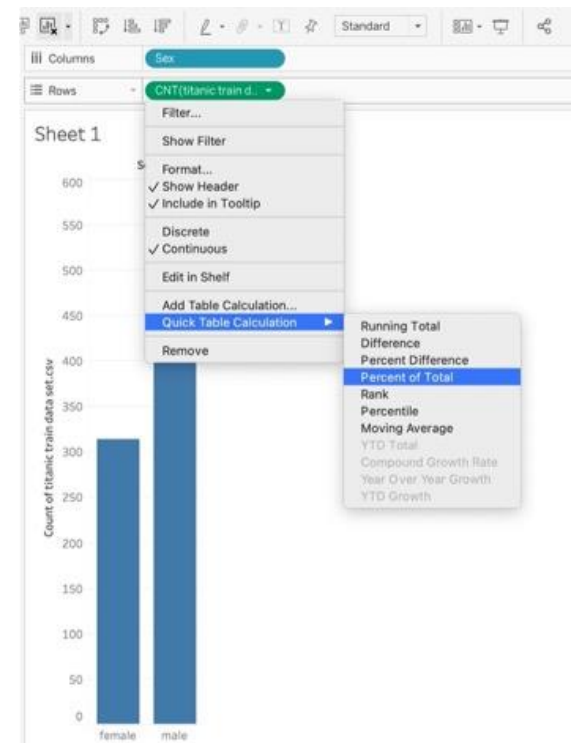 Standard
Columns
Sex
Rows
CNT(titanic train d..
Sheet 1
S
Filter...
Show Filter
Format...
✓ Show Header
✓ Include in Tooltip
Discrete
✓ Continuous
Edit in Shelf
Add Table Calculation...
Quick Table Calculation
Remove
Running Total
Difference
Percent Difference
Percent of Total
Rank
Percentile
Moving Average
YTD Total
Compound Growth Rate
Year Over Year Growth
YTD Growth
Count of titanic train data set.csv
600
550
500
450
400
350
300
250
200
150
100
50
0
female male